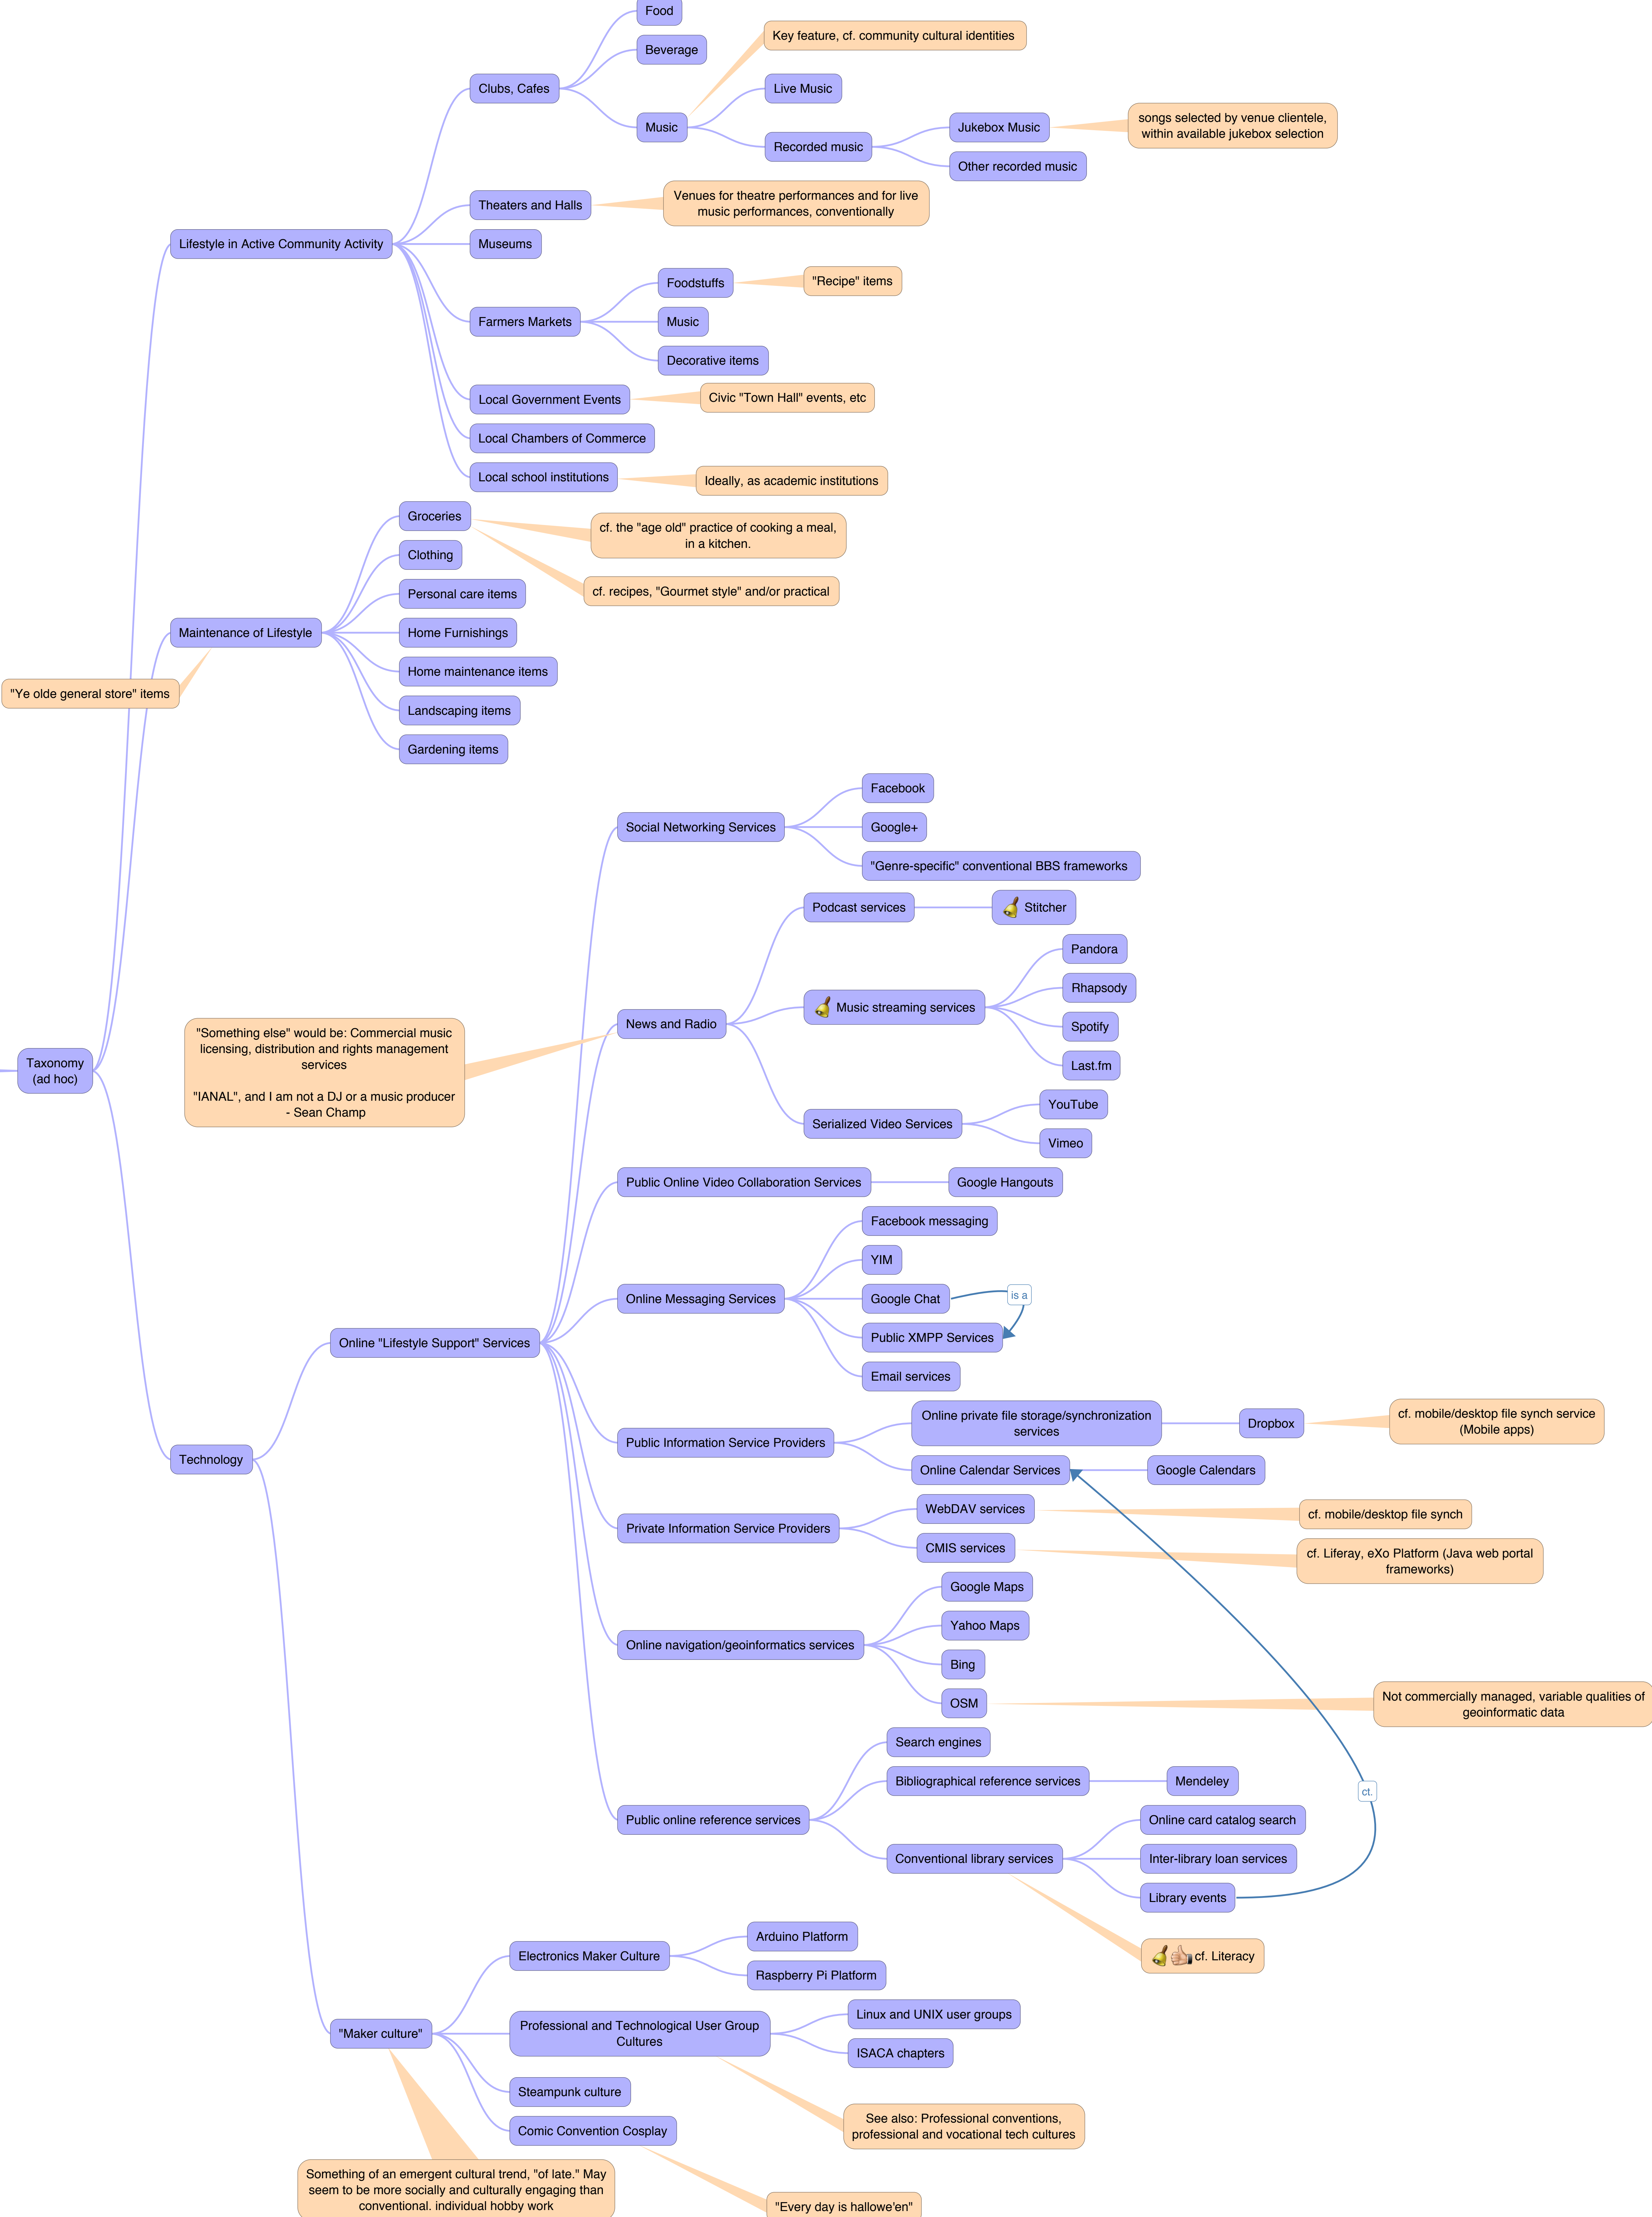 Food
Beverage
Key feature, cf. community cultural identities
Clubs, Cafes
Live Music
Music
Recorded music
Jukebox Music
songs selected by venue clientele,
within available jukebox selection
Other recorded music
Theaters and Halls
Venues for theatre performances and for live
music performances, conventionally
Lifestyle in Active Community Activity
Museums
Farmers Markets
Foodstuffs
"Recipe" items
Music
Decorative items
Local Government Events
Civic "Town Hall" events, etc
Local Chambers of Commerce
Local school institutions
Ideally, as academic institutions
Groceries
cf. the "age old" practice of cooking a meal,
in a kitchen.
Clothing
cf. recipes, "Gourmet style" and/or practical
Personal care items
Maintenance of Lifestyle
Home Furnishings
Home maintenance items
"Ye olde general store" items
Landscaping items
Gardening items
Facebook
Social Networking Services
Google+
"Genre-specific" conventional BBS frameworks
Podcast services
Stitcher
Pandora
Rhapsody
Music streaming services
News and Radio
Spotify
Last.fm
"Something else" would be: Commercial music
licensing, distribution and rights management
services
"IANAL", and I am not a DJ or a music producer
- Sean Champ
Taxonomy
(ad hoc)
YouTube
Serialized Video Services
Vimeo
Public Online Video Collaboration Services
Google Hangouts
Facebook messaging
YIM
Online Messaging Services
Google Chat
is a
Public XMPP Services
Email services
Online "Lifestyle Support" Services
Online private file storage/synchronization
services
Dropbox
cf. mobile/desktop file synch service
(Mobile apps)
Public Information Service Providers
Technology
Online Calendar Services
Google Calendars
WebDAV services
cf. mobile/desktop file synch
Private Information Service Providers
CMIS services
cf. Liferay, eXo Platform (Java web portal
frameworks)
Google Maps
Yahoo Maps
Online navigation/geoinformatics services
Bing
OSM
Not commercially managed, variable qualities of
geoinformatic data
Search engines
Bibliographical reference services
Mendeley
ct.
Public online reference services
Online card catalog search
Conventional library services
Inter-library loan services
Library events
cf. Literacy
Arduino Platform
Electronics Maker Culture
Raspberry Pi Platform
Linux and UNIX user groups
"Maker culture"
Professional and Technological User Group
Cultures
ISACA chapters
Steampunk culture
See also: Professional conventions,
professional and vocational tech cultures
Comic Convention Cosplay
Something of an emergent cultural trend, "of late." May
seem to be more socially and culturally engaging than
conventional. individual hobby work
"Every day is hallowe'en"